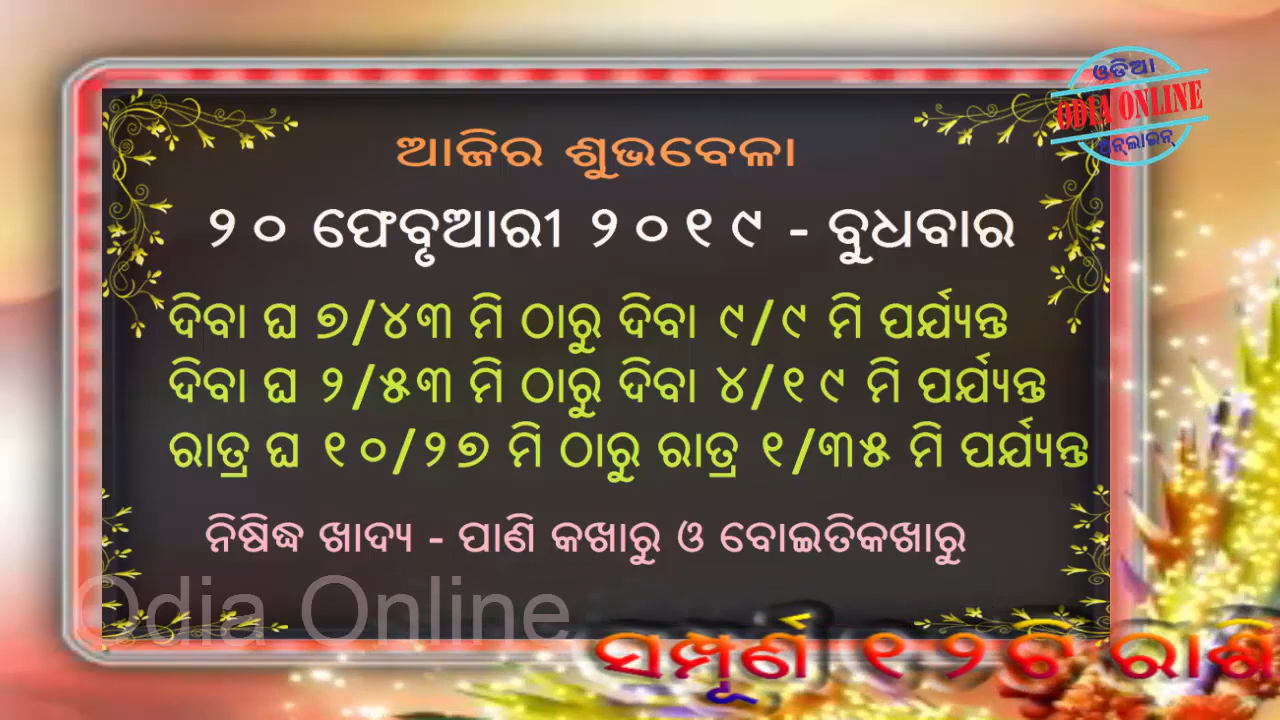 ଓଡିଆ
ODIA ONLINE
ଅନ୍‌ଲାଇନ୍
ଆଜିର ଶୁଭବେଳା
୨୦ ଫେବୃଆରୀ ୨୦୧୯ - ବୁଧବାର
ଦିବା ଘ ୭/୪୩ ମି ଠାରୁ ଦିବା ୯/୯ ମି ପର୍ଯ୍ୟନ୍ତ
ଦିବା ଘ ୨/୫୩ ମି ଠାରୁ ଦିବା ୪/୧୯ ମି ପର୍ଯ୍ୟନ୍ତ
ରାତ୍ର ଘ ୧୦/୨୭ ମି ଠାରୁ ରାତ୍ର ୧/୩୫ ମି ପର୍ଯ୍ୟନ୍ତ
ନିଷିଦ୍ଧ ଖାଦ୍ୟ - ପାଣି କଖାରୁ ଓ ବୋଇତିକଖାରୁ
Odia Online
ସମ୍ପୂର୍ଣ ୧୨ଟି ରାଶି